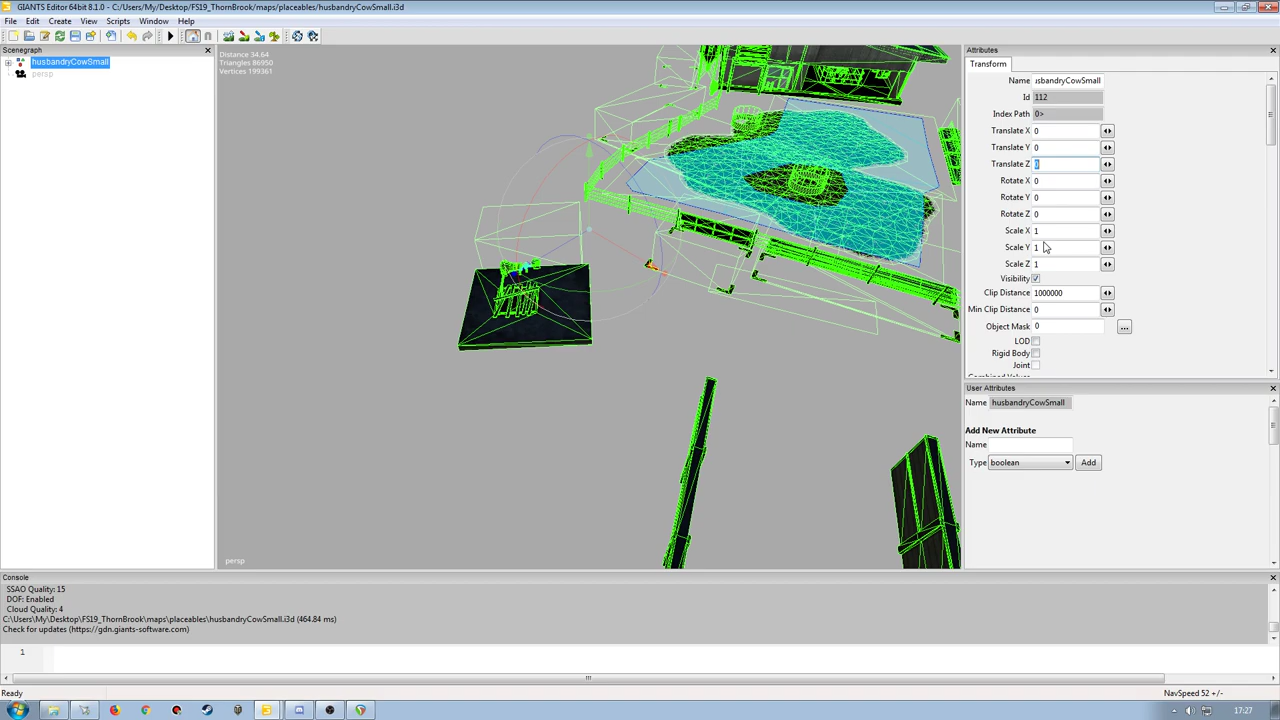 GIANTS Editor 64bit - 8.1.0 - C:/Users/My/Desktop/FS19_ThornBrook/maps/placeables/husbandryCowSmall.i3d
File Edit Create View Scripts Window Help
Scenegraph
husbandryCowSmall
persp
Distance 34.64
Triangles 86950
Vertices 199361
persp
Attributes
Transform
Name usbandryCowSmall
Id 112
Index Path 0>
Translate X 0
Translate Y 0
Translate Z 0
Rotate X 0
Rotate Y 0
Rotate Z 0
Scale X 1
Scale Y 1
Scale Z 1
Visibility
Clip Distance 1000000
Min Clip Distance 0
Object Mask 0 ...
LOD
Rigid Body
Joint
User Attributes
Name husbandryCowSmall
Add New Attribute
Name
Type boolean Add
Console
SSAO Quality: 15
DOF: Enabled
Cloud Quality: 4
C:\Users\My\Desktop\FS19_ThornBrook\maps\placeables\husbandryCowSmall.i3d (464.84 ms)
Check for updates (https://gdn.giants-software.com)
1
Ready
NavSpeed 52 +/-
17:27